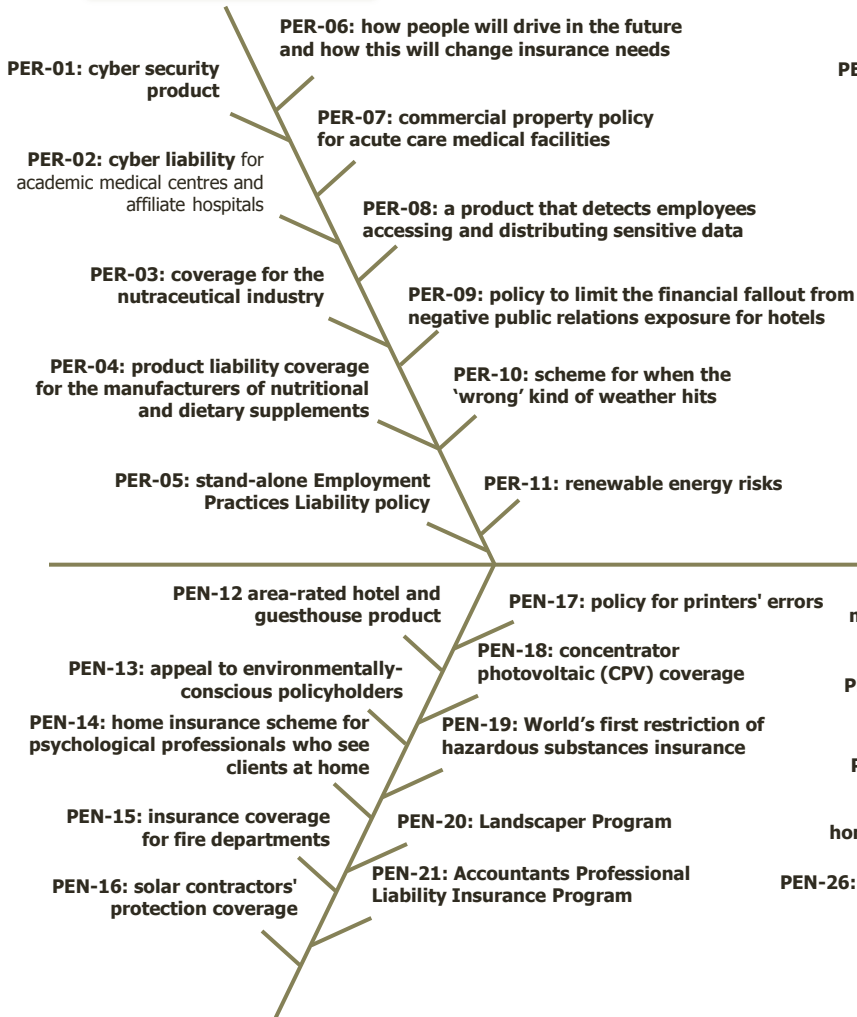 PER-06: how people will drive in the future
and how this will change insurance needs
PER-01: cyber security
product
PE
PER-07: commercial property policy
for acute care medical facilities
PER-02: cyber liability for
academic medical centres and
affiliate hospitals
PER-08: a product that detects employees
accessing and distributing sensitive data
PER-03: coverage for the
nutraceutical industry
PER-09: policy to limit the financial fallout from
negative public relations exposure for hotels
PER-04: product liability coverage
for the manufacturers of nutritional
and dietary supplements
PER-10: scheme for when the
‘wrong’ kind of weather hits
PER-05: stand-alone Employment
Practices Liability policy
PER-11: renewable energy risks
PEN-12 area-rated hotel and
guesthouse product
PEN-17: policy for printers' errors
PEN-13: appeal to environmentally-
conscious policyholders
PEN-18: concentrator
photovoltaic (CPV) coverage
PEN-14: home insurance scheme for
psychological professionals who see
clients at home
PEN-19: World’s first restriction of
hazardous substances insurance
PEN-15: insurance coverage
for fire departments
PEN-20: Landscaper Program
PEN-16: solar contractors'
protection coverage
PEN-21: Accountants Professional
Liability Insurance Program
PEN-26: